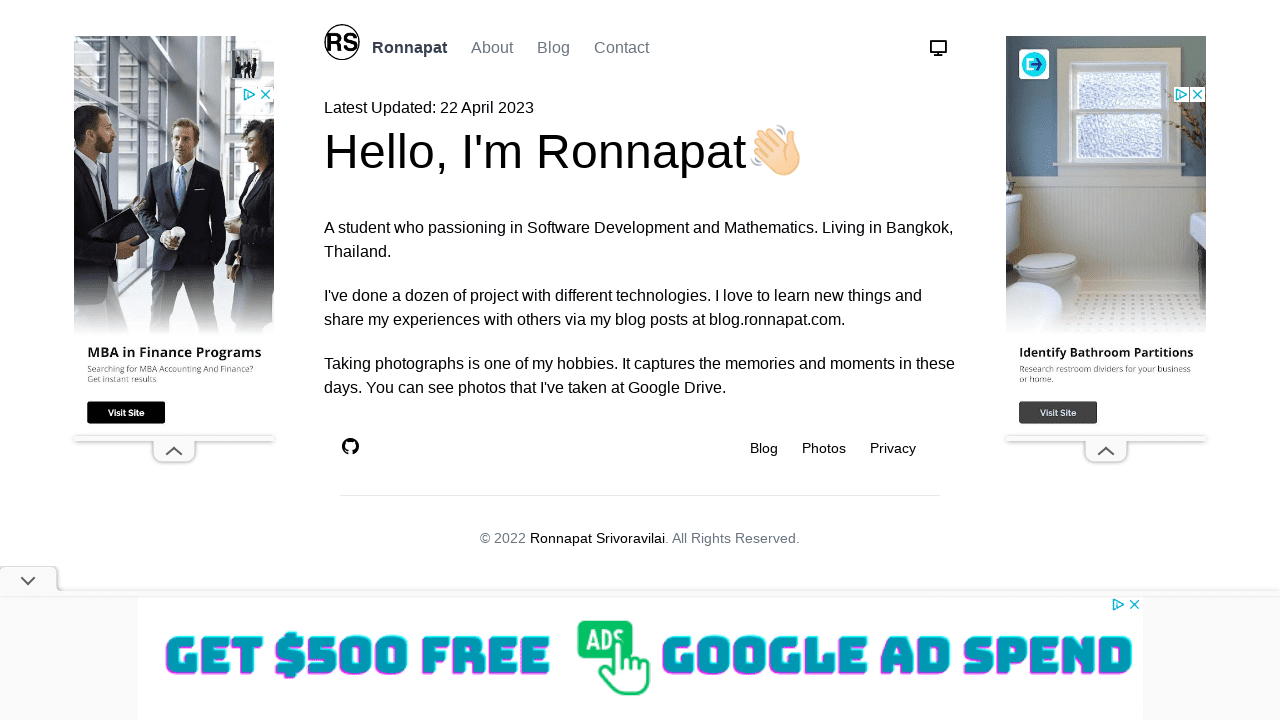 RS
Ronnapat About Blog Contact
Latest Updated: 22 April 2023
Hello, I'm Ronnapat👋🏻
A student who passioning in Software Development and Mathematics. Living in Bangkok,
Thailand.
I've done a dozen of project with different technologies. I love to learn new things and
share my experiences with others via my blog posts at blog.ronnapat.com.
Taking photographs is one of my hobbies. It captures the memories and moments in these
days. You can see photos that I've taken at Google Drive.
Blog Photos Privacy
© 2022 Ronnapat Srivoravilai. All Rights Reserved.
MBA in Finance Programs
Searching for MBA Accounting And Finance?
Get instant results
Visit Site
Identify Bathroom Partitions
Research restroom dividers for your business
or home.
Visit Site
GET $500 FREE ADS GOOGLE AD SPEND